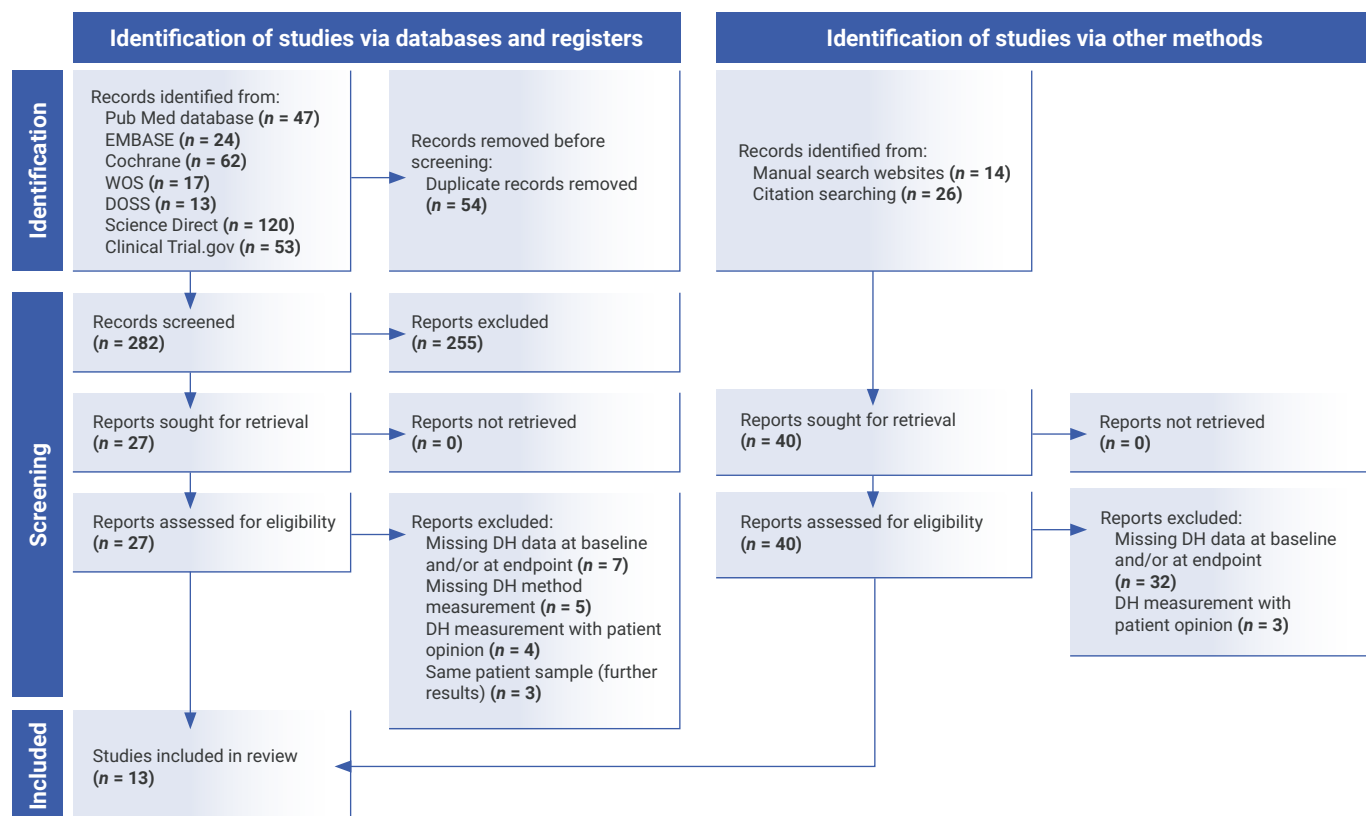 Identification of studies via databases and registers
Identification of studies via other methods
Identification
Records identified from:
Pub Med database (n = 47)
EMBASE (n = 24)
Cochrane (n = 62)
WOS (n = 17)
DOSS (n = 13)
Science Direct (n = 120)
Clinical Trial.gov (n = 53)
Records removed before
screening:
Duplicate records removed
(n = 54)
Records identified from:
Manual search websites (n = 14)
Citation searching (n = 26)
Screening
Records screened
(n = 282)
Reports excluded
(n = 255)
Reports sought for retrieval
(n = 27)
Reports not retrieved
(n = 0)
Reports sought for retrieval
(n = 40)
Reports not retrieved
(n = 0)
Reports assessed for eligibility
(n = 27)
Reports excluded:
Missing DH data at baseline
and/or at endpoint (n = 7)
Missing DH method
measurement (n = 5)
DH measurement with patient
opinion (n = 4)
Same patient sample (further
results) (n = 3)
Reports assessed for eligibility
(n = 40)
Reports excluded:
Missing DH data at baseline
and/or at endpoint
(n = 32)
DH measurement with
patient opinion (n = 3)
Included
Studies included in review
(n = 13)